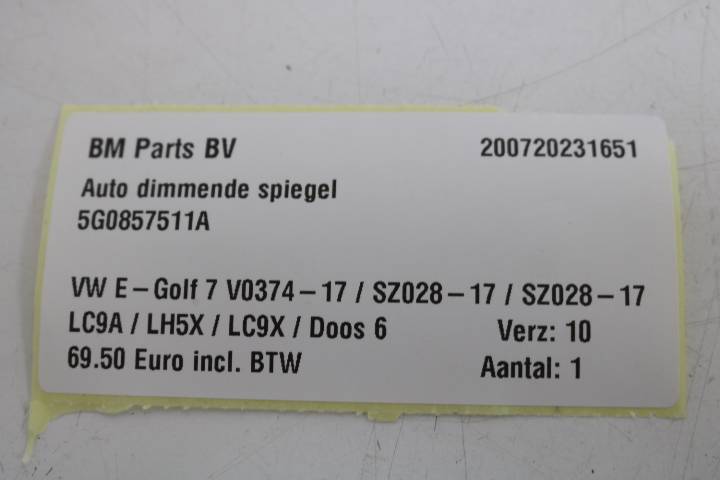 BM Parts BV 200720231651
Auto dimmende spiegel
5G0857511A
VW E-Golf 7 V0374-17 / SZ028-17 / SZ028-17
LC9A / LH5X / LC9X / Doos 6 Verz: 10
69.50 Euro incl. BTW Aantal: 1